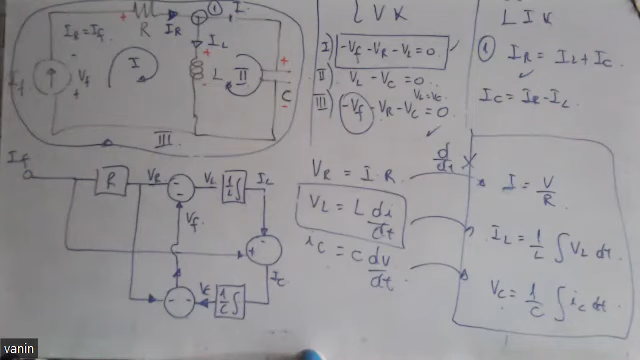 ① I_c
I_R = I_f R I_R
I_L
I_f V_f I L II C
III
I_f R V_R V_L 1/L ∫ I_L
V_f
V_c 1/C ∫ I_c
LVK
I) -V_f - V_R - V_L = 0
II) V_L - V_C = 0
V_L = V_C
III) -V_f - V_R - V_C = 0
V_R = I R.
V_L = L di/dt
i_C = C dv/dt
d/dt X
LIK
① I_R = I_L + I_C
I_C = I_R - I_L
I = V/R
I_L = 1/L ∫ V_L dt.
V_C = 1/C ∫ i_C dt.
vanin